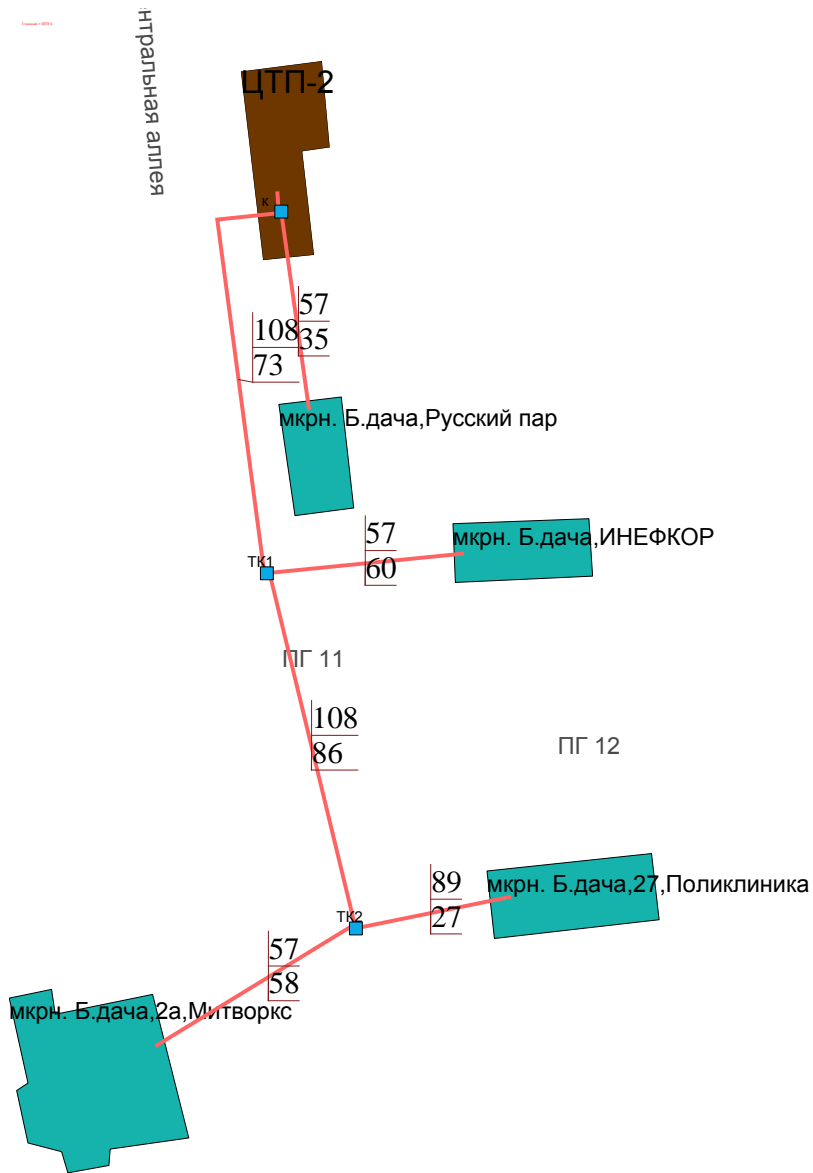 нтральная аллея
ЦТП-2
К
57
35
108
73
мкрн. Б.дача,Русский пар
57
60
мкрн. Б.дача,ИНЕФКОР
ТК1
ПГ 11
108
86
ПГ 12
89
27
мкрн. Б.дача,27,Поликлиника
ТК2
57
58
мкрн. Б.дача,2а,Митворкс